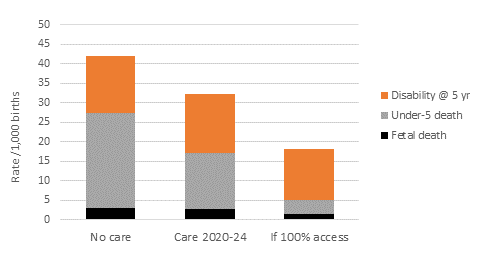 50
45
40
35
30
25
20
15
10
5
0
Rate /1,000 births
No care
Care 2020-24
If 100% access
Disability @ 5 yr
Under-5 death
Fetal death